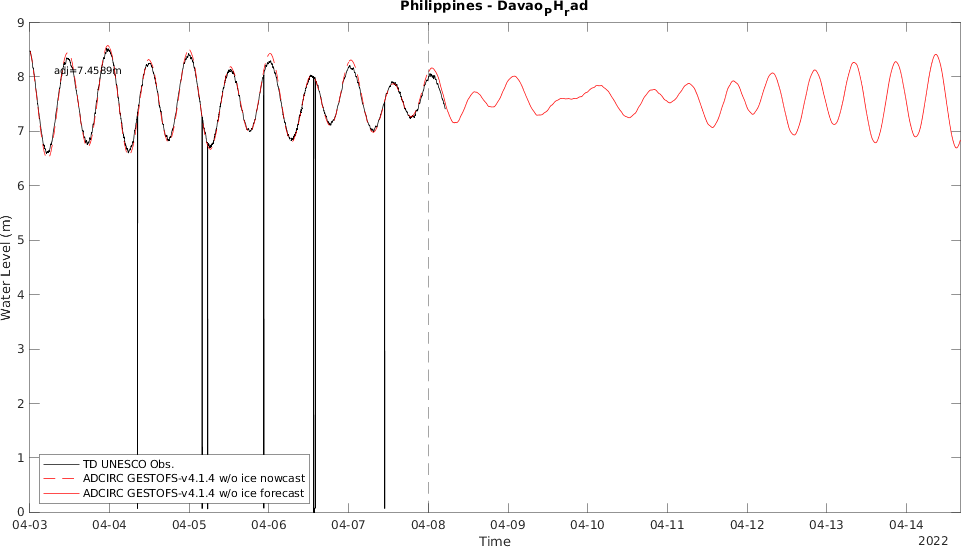 Philippines - Davao_PH_rad
9
8
7
6
5
4
3
2
1
0
Water Level (m)
adj=7.4589m
TD UNESCO Obs.
ADCIRC GESTOFS-v4.1.4 w/o ice nowcast
ADCIRC GESTOFS-v4.1.4 w/o ice forecast
04-03 04-04 04-05 04-06 04-07 04-08 04-09 04-10 04-11 04-12 04-13 04-14
Time
2022